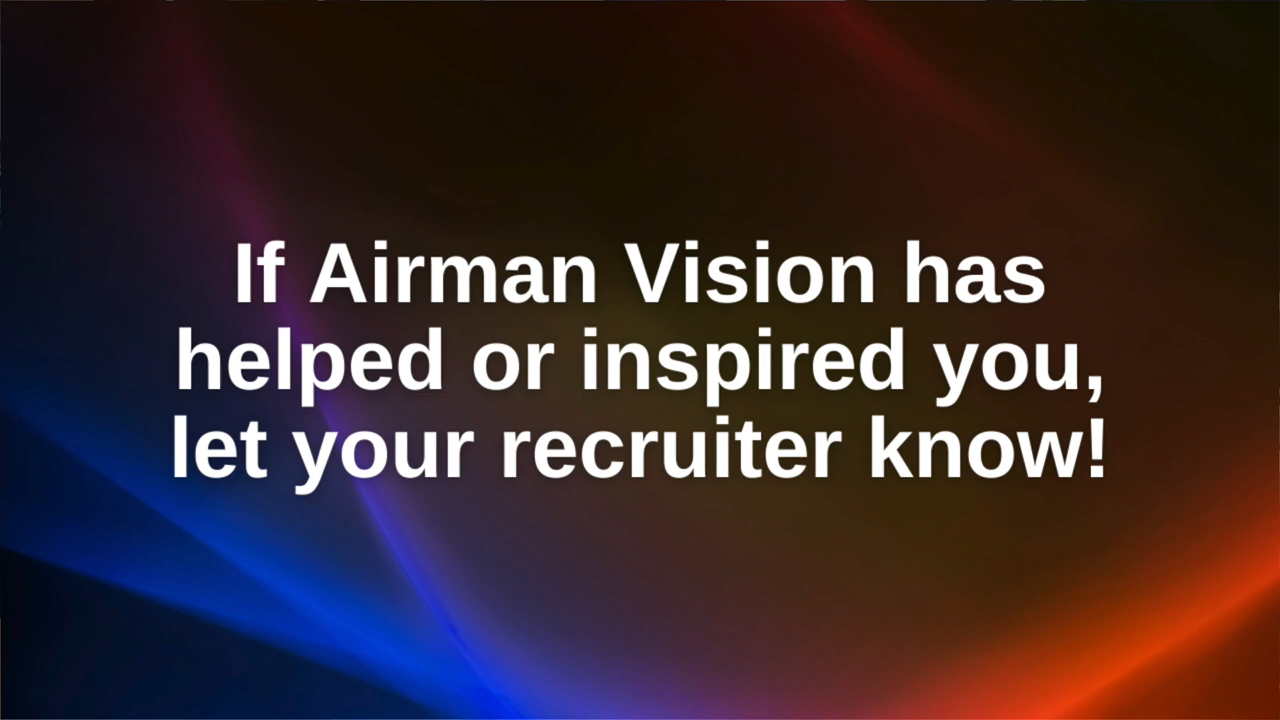 If Airman Vision has
helped or inspired you,
let your recruiter know!